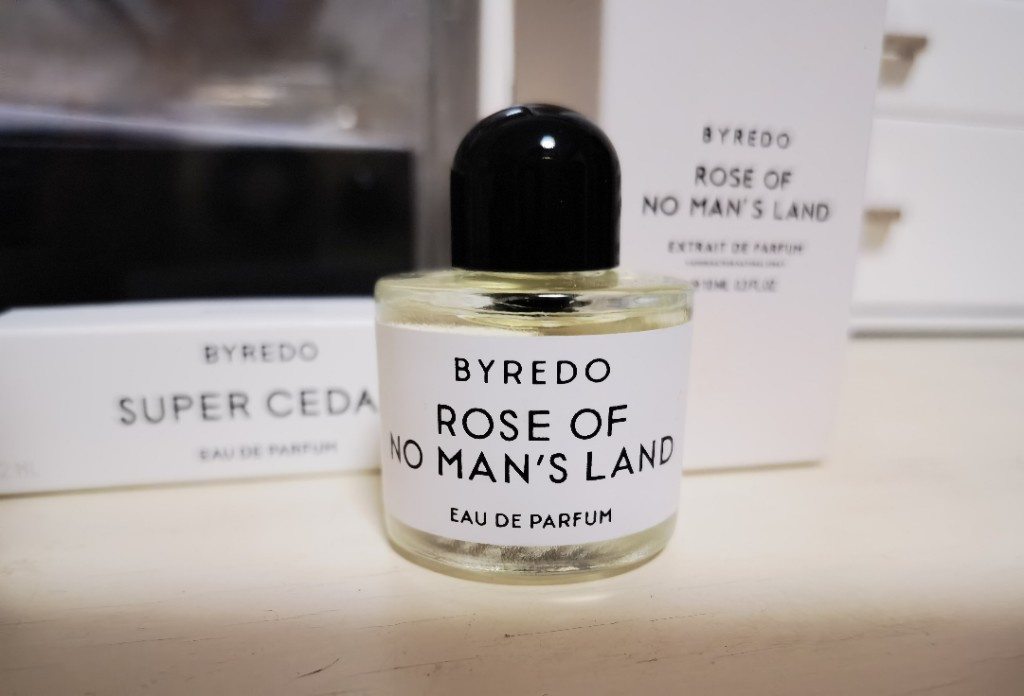 BYREDO
ROSE OF
NO MAN'S LAND
EAU DE PARFUM
BYREDO
SUPER CEDA
EAU DE PARFUM
BYREDO
ROSE OF
NO MAN'S LAND
EXTRAIT DE PARFUM